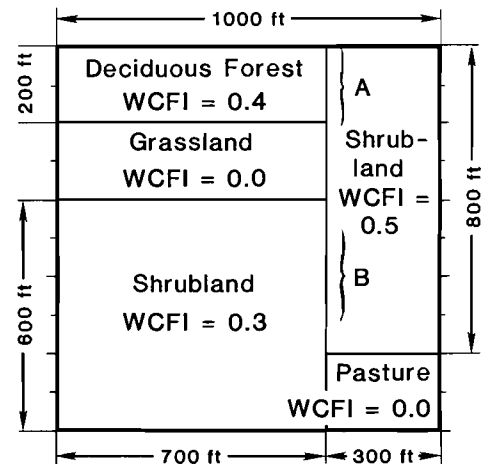 1000 ft
200 ft
Deciduous Forest
WCFI = 0.4
A
Grassland
WCFI = 0.0
Shrub-
land
WCFI =
0.5
800 ft
B
Shrubland
WCFI = 0.3
600 ft
Pasture
WCFI = 0.0
700 ft
300 ft